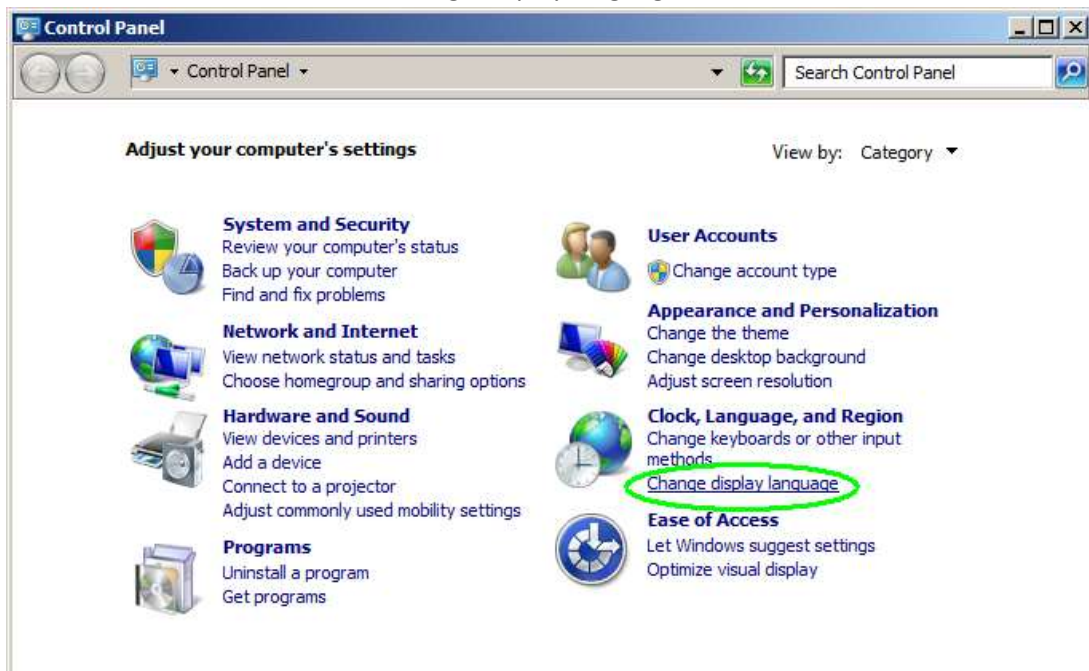 Control Panel
Control Panel
Search Control Panel
Adjust your computer's settings
View by: Category
System and Security
Review your computer's status
Back up your computer
Find and fix problems
Network and Internet
View network status and tasks
Choose homegroup and sharing options
Hardware and Sound
View devices and printers
Add a device
Connect to a projector
Adjust commonly used mobility settings
Programs
Uninstall a program
Get programs
User Accounts
Change account type
Appearance and Personalization
Change the theme
Change desktop background
Adjust screen resolution
Clock, Language, and Region
Change keyboards or other input
methods
Change display language
Ease of Access
Let Windows suggest settings
Optimize visual display